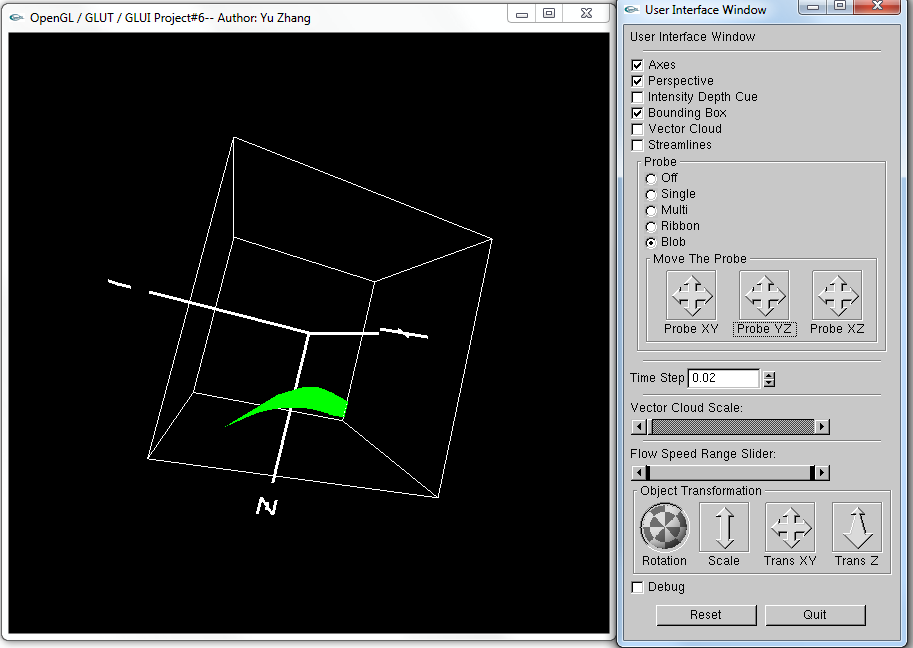 OpenGL / GLUT / GLUI Project#6-- Author: Yu Zhang
User Interface Window
User Interface Window
Axes
Perspective
Intensity Depth Cue
Bounding Box
Vector Cloud
Streamlines
Probe
Off
Single
Multi
Ribbon
Blob
Move The Probe
Probe XY Probe YZ Probe XZ
Time Step 0.02
Vector Cloud Scale:
Flow Speed Range Slider:
Object Transformation
Rotation Scale Trans XY Trans Z
Debug
Reset Quit
Z